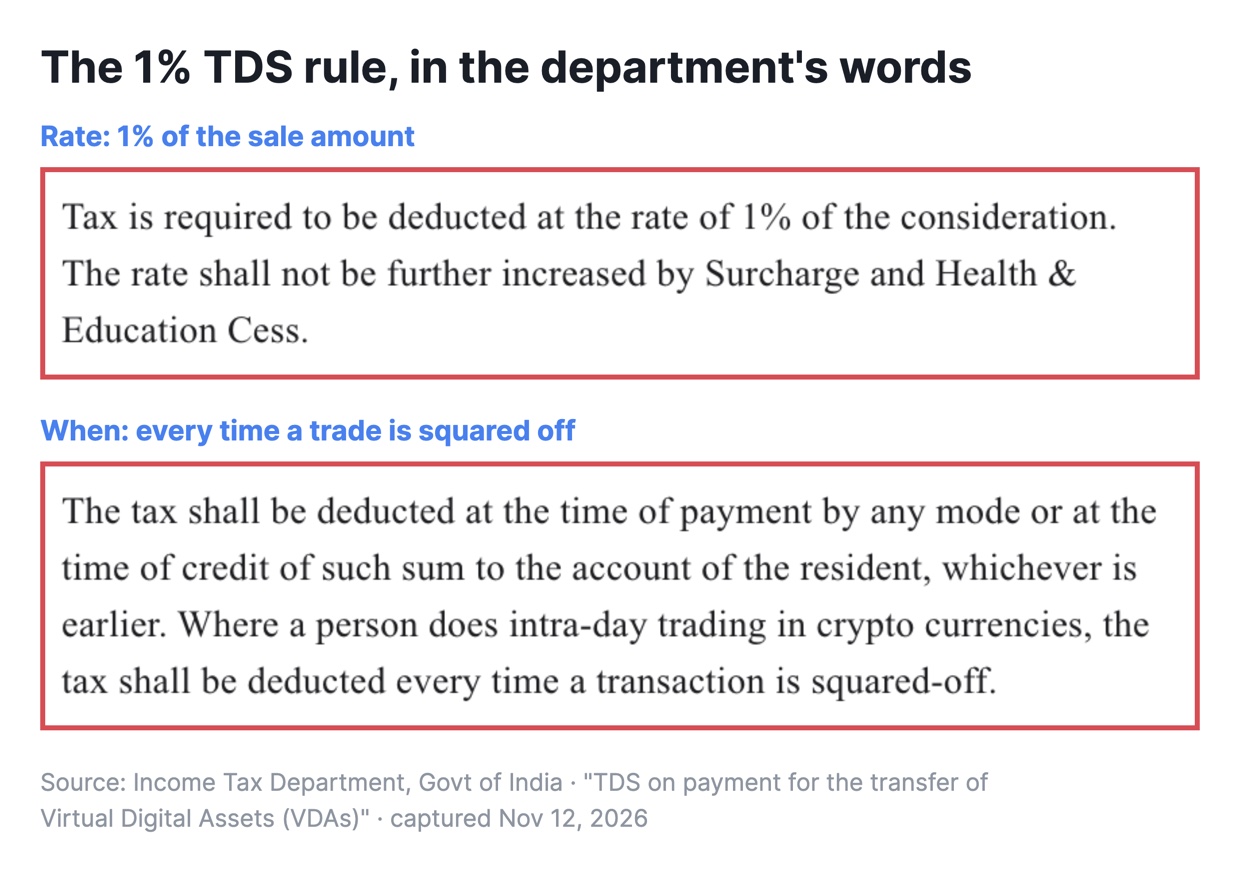 The 1% TDS rule, in the department's words
Rate: 1% of the sale amount
Tax is required to be deducted at the rate of 1% of the consideration.
The rate shall not be further increased by Surcharge and Health &
Education Cess.
When: every time a trade is squared off
The tax shall be deducted at the time of payment by any mode or at the
time of credit of such sum to the account of the resident, whichever is
earlier. Where a person does intra-day trading in crypto currencies, the
tax shall be deducted every time a transaction is squared-off.
Source: Income Tax Department, Govt of India · "TDS on payment for the transfer of
Virtual Digital Assets (VDAs)" · captured Nov 12, 2026